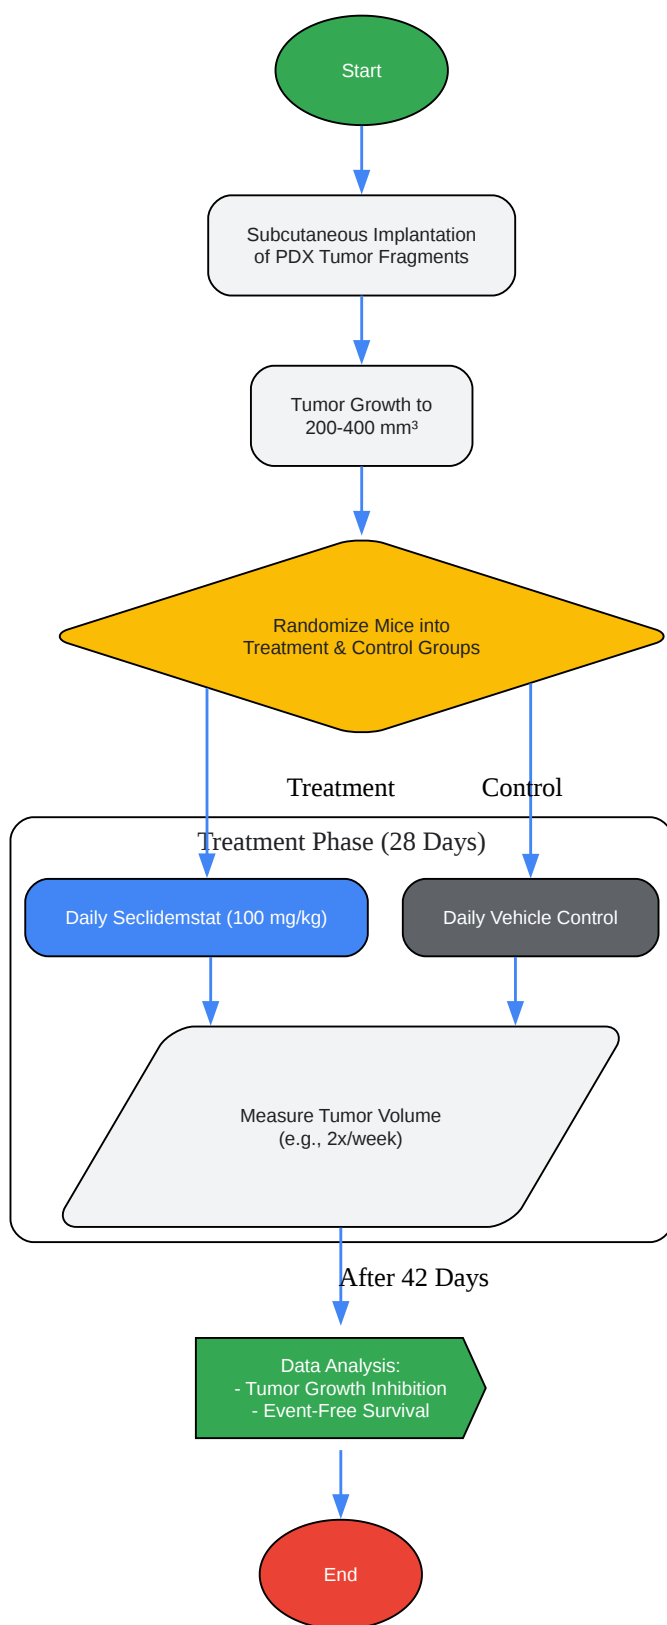 Start
Subcutaneous Implantation
of PDX Tumor Fragments
Tumor Growth to
200-400 mm³
Randomize Mice into
Treatment & Control Groups
Treatment
Control
Treatment Phase (28 Days)
Daily Seclidemstat (100 mg/kg)
Daily Vehicle Control
Measure Tumor Volume
(e.g., 2x/week)
After 42 Days
Data Analysis:
- Tumor Growth Inhibition
- Event-Free Survival
End